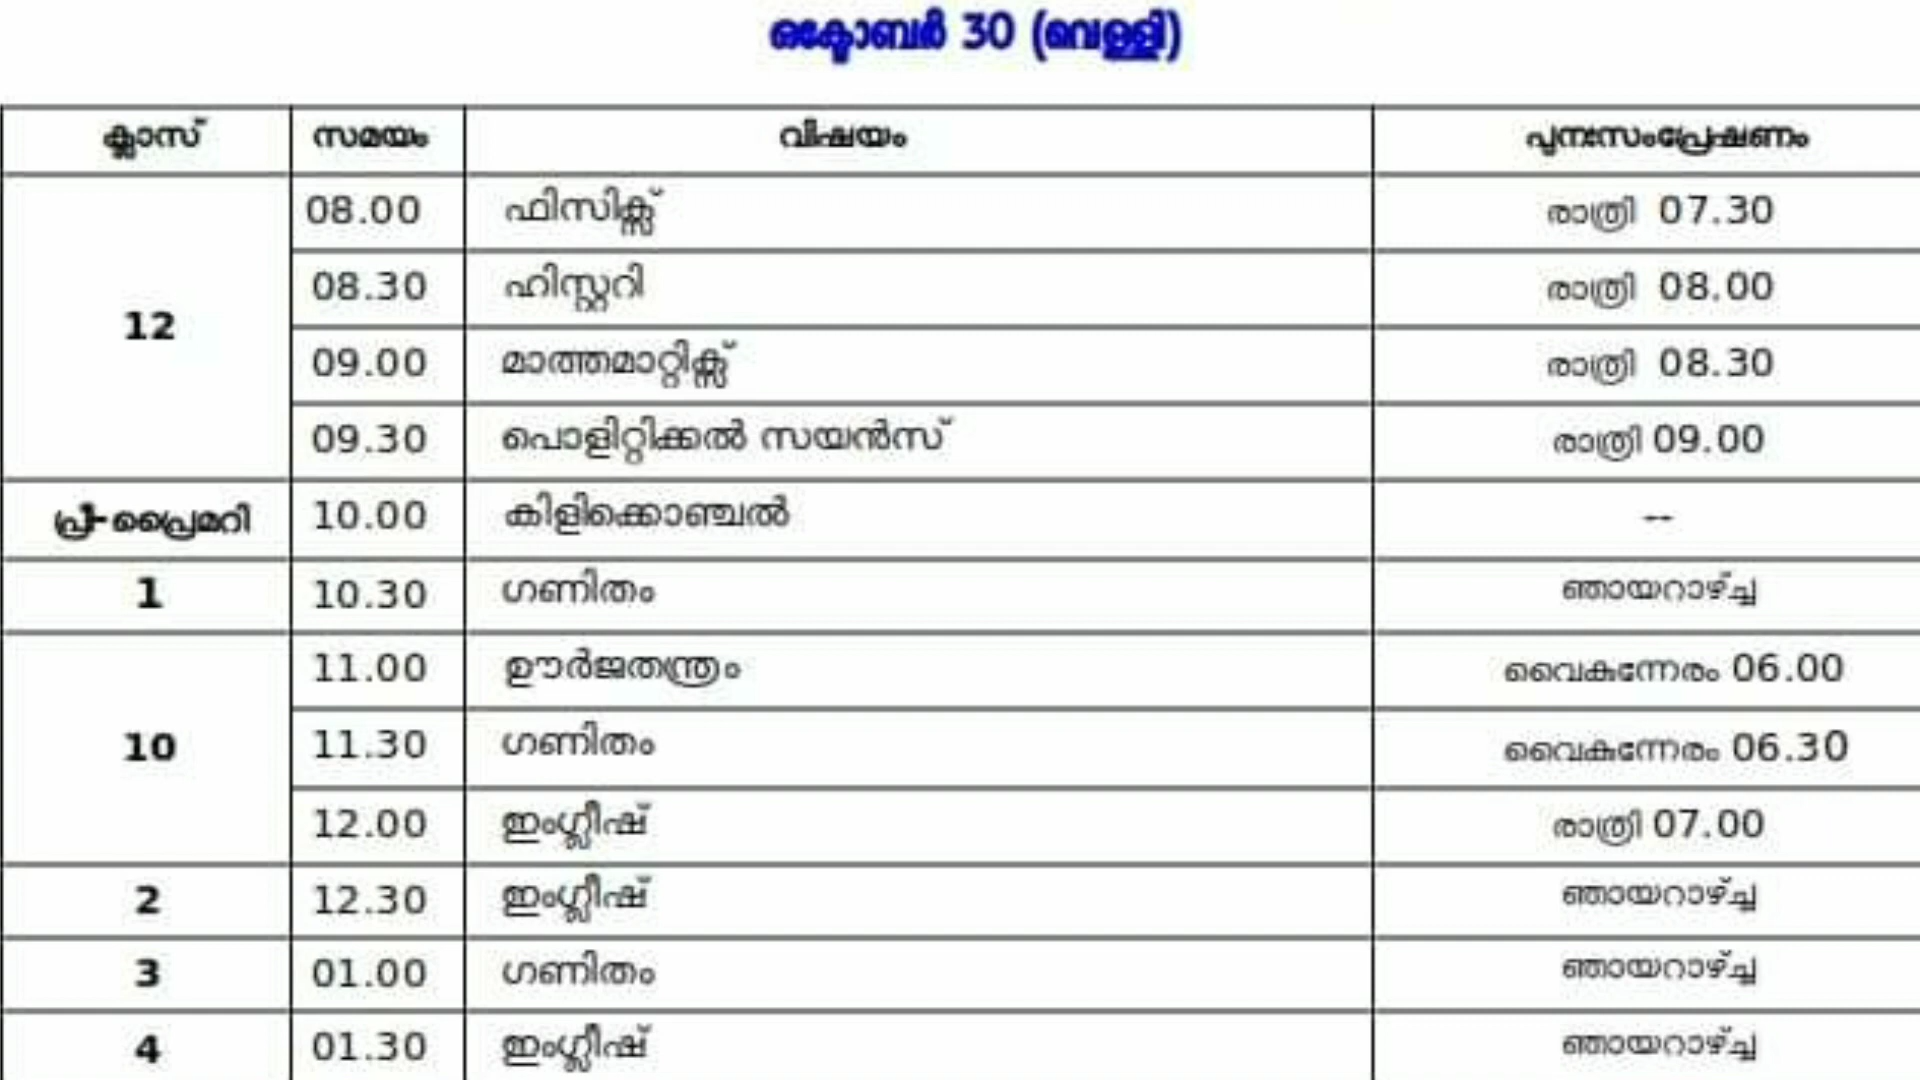 ഒക്ടോബർ 30 (വെള്ളി)
ക്ലാസ് സമയം വിഷയം പുനഃസംപ്രേഷണം
12 08.00 ഫിസിക്സ് രാത്രി 07.30
08.30 ഹിസ്റ്ററി രാത്രി 08.00
09.00 മാത്തമാറ്റിക്സ് രാത്രി 08.30
09.30 പൊളിറ്റിക്കൽ സയൻസ് രാത്രി 09.00
പ്രീ-പ്രൈമറി 10.00 കിളിക്കൊഞ്ചൽ --
1 10.30 ഗണിതം ഞായറാഴ്ച്ച
10 11.00 ഊർജതന്ത്രം വൈകുന്നേരം 06.00
11.30 ഗണിതം വൈകുന്നേരം 06.30
12.00 ഇംഗ്ലീഷ് രാത്രി 07.00
2 12.30 ഇംഗ്ലീഷ് ഞായറാഴ്ച്ച
3 01.00 ഗണിതം ഞായറാഴ്ച്ച
4 01.30 ഇംഗ്ലീഷ് ഞായറാഴ്ച്ച